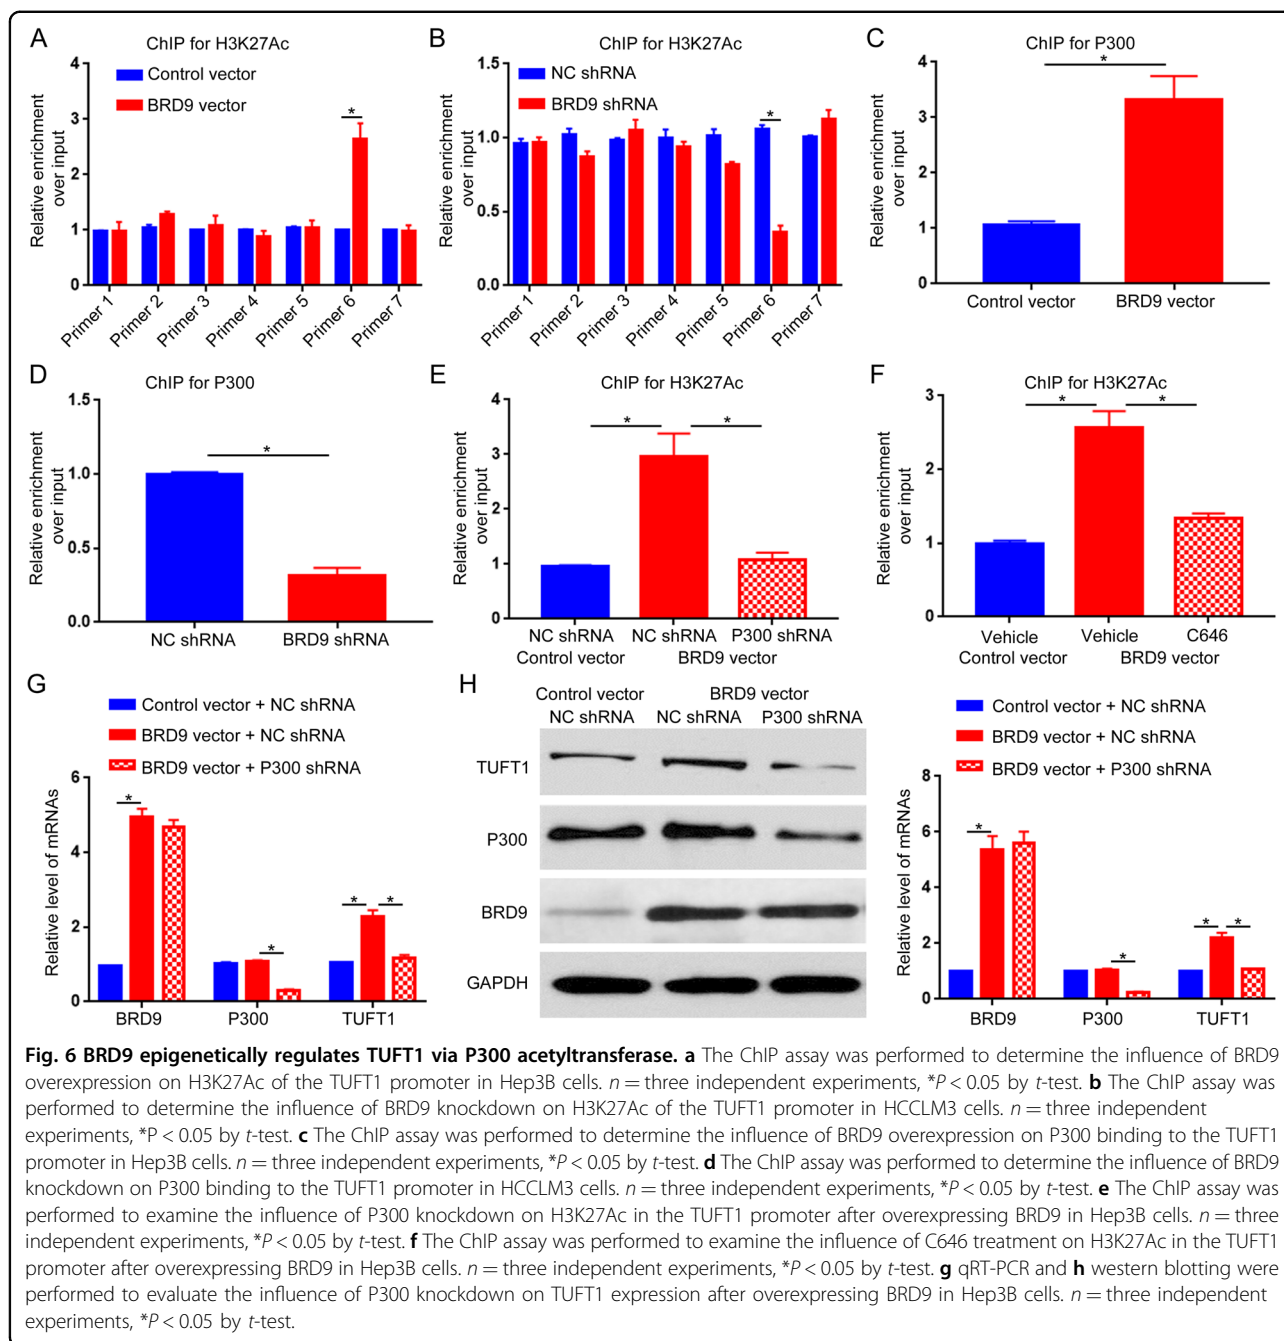 A
ChIP for H3K27Ac
Control vector
BRD9 vector
Relative enrichment
over input
4
3
2
1
0
*
Primer 1
Primer 2
Primer 3
Primer 4
Primer 5
Primer 6
Primer 7
B
ChIP for H3K27Ac
NC shRNA
BRD9 shRNA
Relative enrichment
over input
1.5
1.0
0.5
0.0
*
Primer 1
Primer 2
Primer 3
Primer 4
Primer 5
Primer 6
Primer 7
C
ChIP for P300
*
Relative enrichment
over input
4
3
2
1
0
Control vector BRD9 vector
D
ChIP for P300
Relative enrichment
over input
1.5
1.0
0.5
0.0
*
NC shRNA BRD9 shRNA
E
ChIP for H3K27Ac
Relative enrichment
over input
4
3
2
1
0
* *
NC shRNA NC shRNA P300 shRNA
Control vector BRD9 vector
F
ChIP for H3K27Ac
Relative enrichment
over input
3
2
1
0
* *
Vehicle Vehicle C646
Control vector BRD9 vector
G
Control vector + NC shRNA
BRD9 vector + NC shRNA
BRD9 vector + P300 shRNA
Relative level of mRNAs
8
6
4
2
0
*
*
* *
BRD9 P300 TUFT1
H
Control vector BRD9 vector
NC shRNA NC shRNA P300 shRNA
TUFT1
P300
BRD9
GAPDH
Control vector + NC shRNA
BRD9 vector + NC shRNA
BRD9 vector + P300 shRNA
Relative level of mRNAs
8
6
4
2
0
*
*
* *
BRD9 P300 TUFT1
Fig. 6 BRD9 epigenetically regulates TUFT1 via P300 acetyltransferase. a The ChIP assay was performed to determine the influence of BRD9
overexpression on H3K27Ac of the TUFT1 promoter in Hep3B cells. n = three independent experiments, *P < 0.05 by t-test. b The ChIP assay was
performed to determine the influence of BRD9 knockdown on H3K27Ac of the TUFT1 promoter in HCCLM3 cells. n = three independent
experiments, *P < 0.05 by t-test. c The ChIP assay was performed to determine the influence of BRD9 overexpression on P300 binding to the TUFT1
promoter in Hep3B cells. n = three independent experiments, *P < 0.05 by t-test. d The ChIP assay was performed to determine the influence of BRD9
knockdown on P300 binding to the TUFT1 promoter in HCCLM3 cells. n = three independent experiments, *P < 0.05 by t-test. e The ChIP assay was
performed to examine the influence of P300 knockdown on H3K27Ac in the TUFT1 promoter after overexpressing BRD9 in Hep3B cells. n = three
independent experiments, *P < 0.05 by t-test. f The ChIP assay was performed to examine the influence of C646 treatment on H3K27Ac in the TUFT1
promoter after overexpressing BRD9 in Hep3B cells. n = three independent experiments, *P < 0.05 by t-test. g qRT-PCR and h western blotting were
performed to evaluate the influence of P300 knockdown on TUFT1 expression after overexpressing BRD9 in Hep3B cells. n = three independent
experiments, *P < 0.05 by t-test.